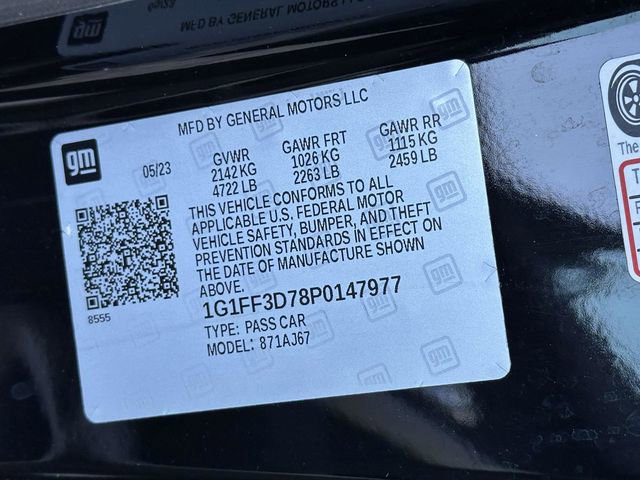 MFD BY GENERAL MOTORS LLC
gm
05/23
GVWR
2142 KG
4722 LB
GAWR FRT
1026 KG
2263 LB
GAWR RR
1115 KG
2459 LB
THIS VEHICLE CONFORMS TO ALL
APPLICABLE U.S. FEDERAL MOTOR
VEHICLE SAFETY, BUMPER, AND THEFT
PREVENTION STANDARDS IN EFFECT ON
THE DATE OF MANUFACTURE SHOWN
ABOVE.
8555
1G1FF3D78P0147977
TYPE: PASS CAR
MODEL: 871AJ67
The